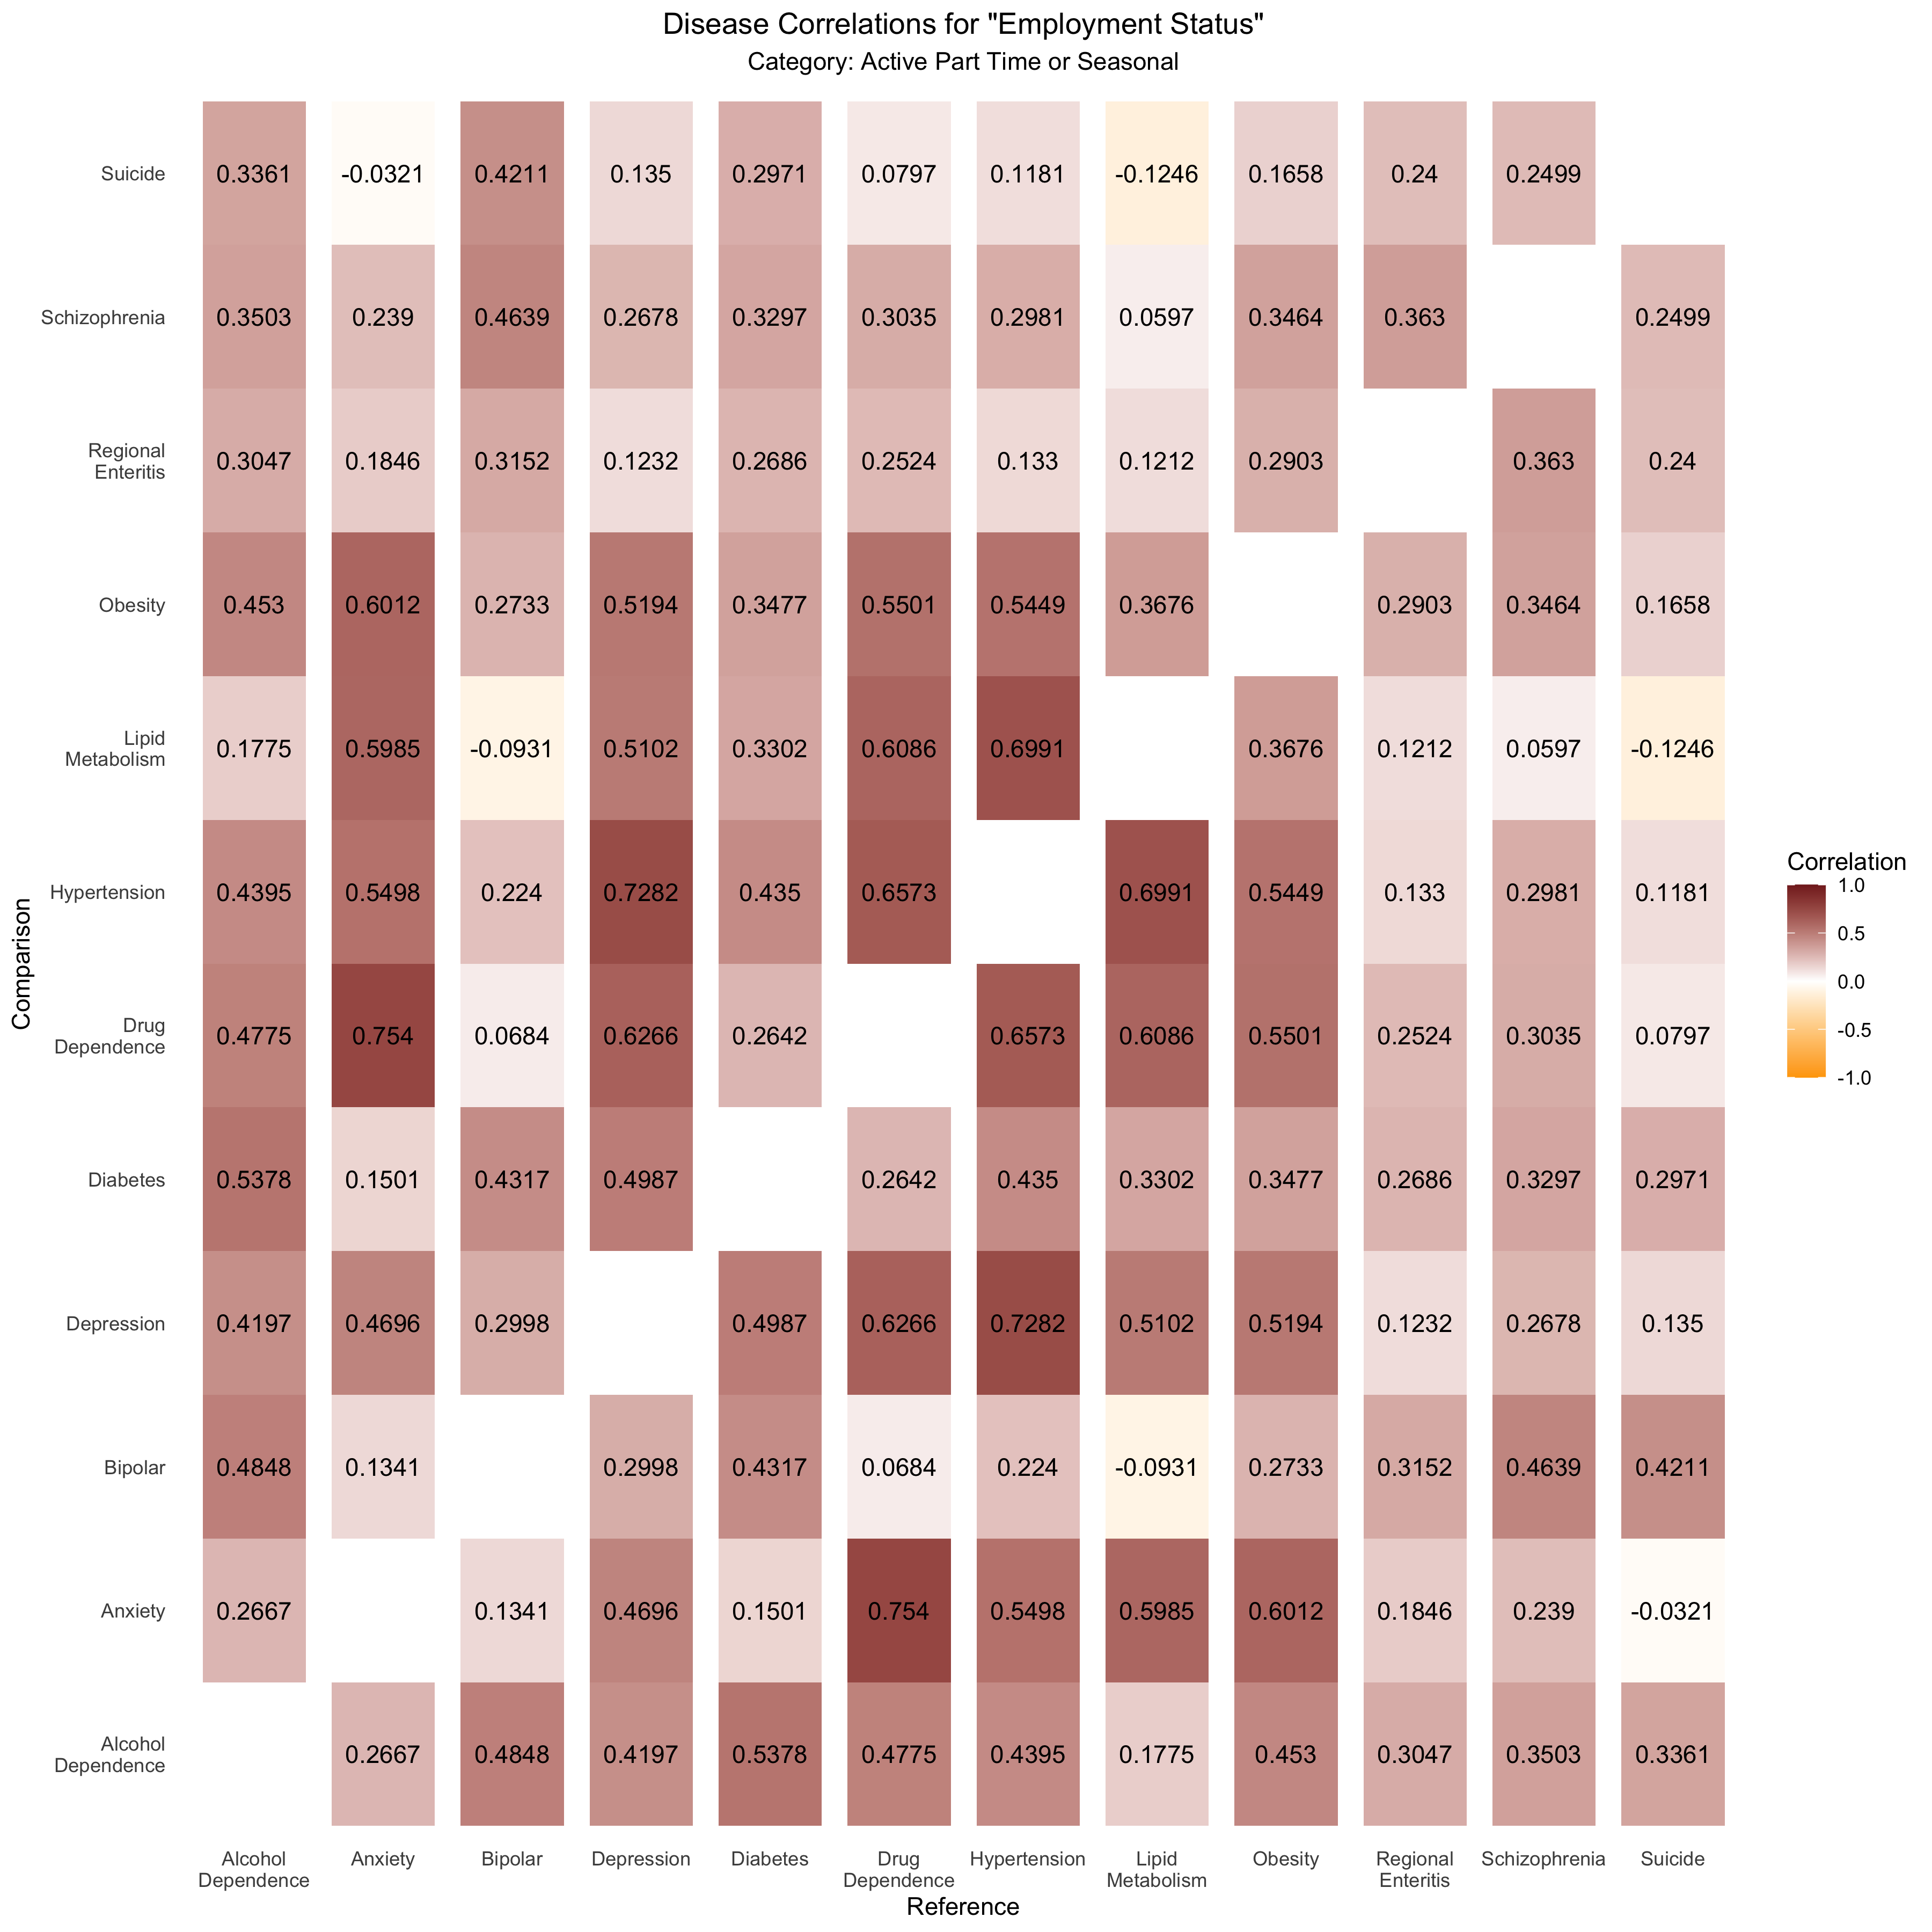 Disease Correlations for "Employment Status"
Category: Active Part Time or Seasonal
Suicide
0.3361 -0.0321 0.4211 0.135 0.2971 0.0797 0.1181 -0.1246 0.1658 0.24 0.2499
Schizophrenia
0.3503 0.239 0.4639 0.2678 0.3297 0.3035 0.2981 0.0597 0.3464 0.363 0.2499
Regional
Enteritis
0.3047 0.1846 0.3152 0.1232 0.2686 0.2524 0.133 0.1212 0.2903 0.363 0.24
Obesity
0.453 0.6012 0.2733 0.5194 0.3477 0.5501 0.5449 0.3676 0.2903 0.3464 0.1658
Lipid
Metabolism
0.1775 0.5985 -0.0931 0.5102 0.3302 0.6086 0.6991 0.3676 0.1212 0.0597 -0.1246
Hypertension
0.4395 0.5498 0.224 0.7282 0.435 0.6573 0.6991 0.5449 0.133 0.2981 0.1181
Drug
Dependence
0.4775 0.754 0.0684 0.6266 0.2642 0.6573 0.6086 0.5501 0.2524 0.3035 0.0797
Diabetes
0.5378 0.1501 0.4317 0.4987 0.2642 0.435 0.3302 0.3477 0.2686 0.3297 0.2971
Depression
0.4197 0.4696 0.2998 0.4987 0.6266 0.7282 0.5102 0.5194 0.1232 0.2678 0.135
Bipolar
0.4848 0.1341 0.2998 0.4317 0.0684 0.224 -0.0931 0.2733 0.3152 0.4639 0.4211
Anxiety
0.2667 0.1341 0.4696 0.1501 0.754 0.5498 0.5985 0.6012 0.1846 0.239 -0.0321
Alcohol
Dependence
0.2667 0.4848 0.4197 0.5378 0.4775 0.4395 0.1775 0.453 0.3047 0.3503 0.3361
Comparison
Alcohol
Dependence
Anxiety
Bipolar
Depression
Diabetes
Drug
Dependence
Hypertension
Lipid
Metabolism
Obesity
Regional
Enteritis
Schizophrenia
Suicide
Reference
Correlation
1.0
0.5
0.0
-0.5
-1.0